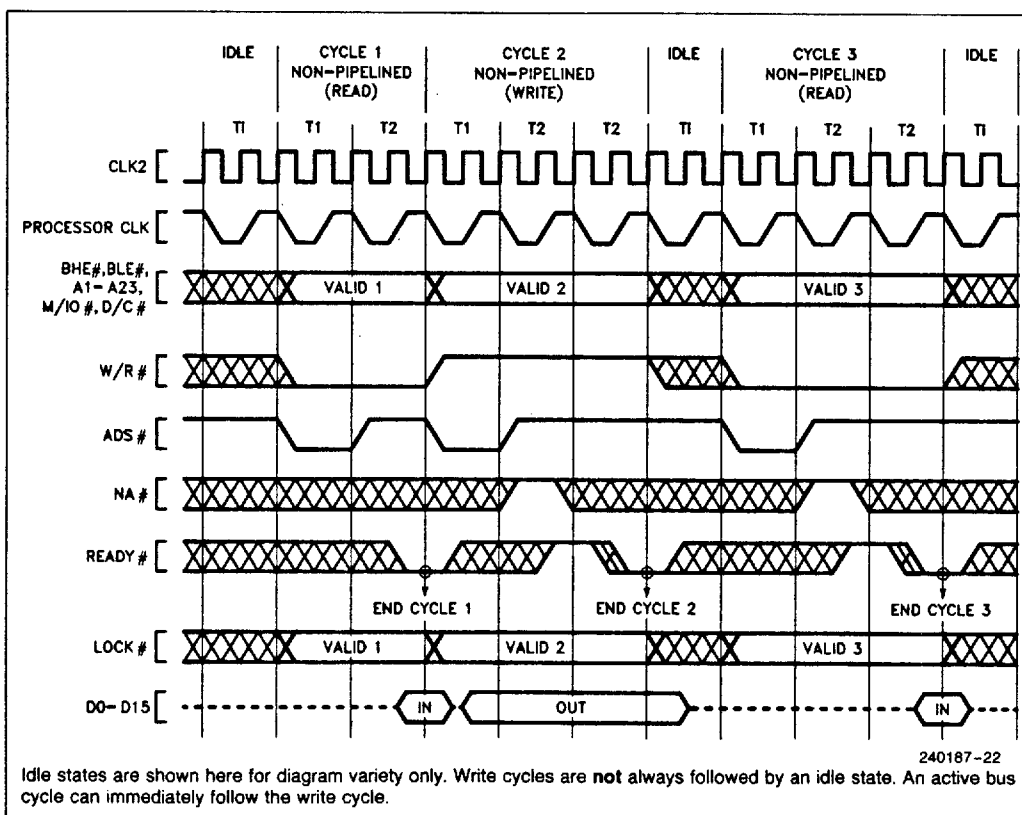 IDLE CYCLE 1 CYCLE 2 IDLE CYCLE 3 IDLE
NON-PIPELINED NON-PIPELINED NON-PIPELINED
(READ) (WRITE) (READ)
TI T1 T2 T1 T2 T2 TI T1 T2 T2 TI
CLK2
PROCESSOR CLK
BHE#,BLE#,
A1-A23,
M/IO#,D/C#
VALID 1 VALID 2 VALID 3
W/R#
ADS#
NA#
READY#
END CYCLE 1 END CYCLE 2 END CYCLE 3
LOCK# VALID 1 VALID 2 VALID 3
D0-D15 IN OUT IN
240187-22
Idle states are shown here for diagram variety only. Write cycles are not always followed by an idle state. An active bus
cycle can immediately follow the write cycle.